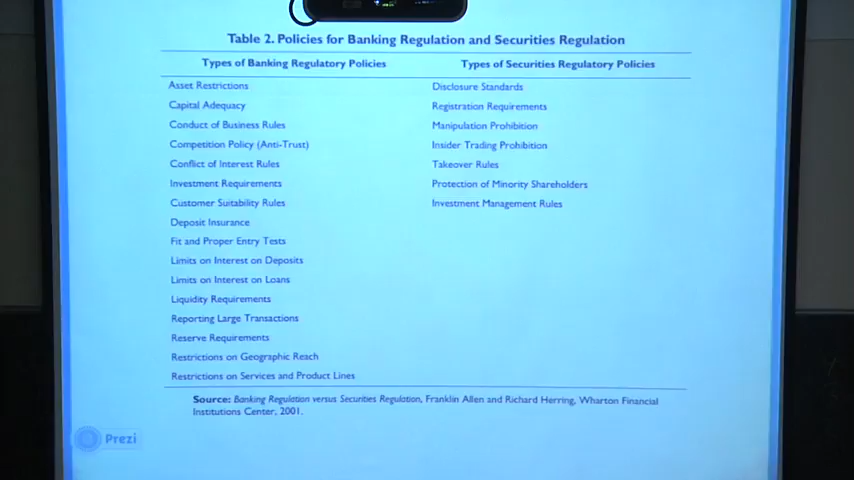 Table 2. Policies for Banking Regulation and Securities Regulation
Types of Banking Regulatory Policies Types of Securities Regulatory Policies
Asset Restrictions Disclosure Standards
Capital Adequacy Registration Requirements
Conduct of Business Rules Manipulation Prohibition
Competition Policy (Anti-Trust) Insider Trading Prohibition
Conflict of Interest Rules Takeover Rules
Investment Requirements Protection of Minority Shareholders
Customer Suitability Rules Investment Management Rules
Deposit Insurance
Fit and Proper Entry Tests
Limits on Interest on Deposits
Limits on Interest on Loans
Liquidity Requirements
Reporting Large Transactions
Reserve Requirements
Restrictions on Geographic Reach
Restrictions on Services and Product Lines
Source: Banking Regulation versus Securities Regulation, Franklin Allen and Richard Herring, Wharton Financial
Institutions Center, 2001.
Prezi